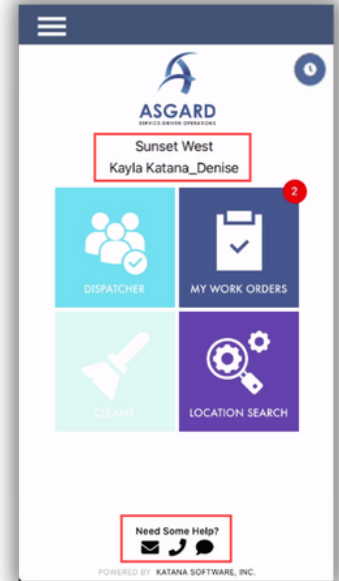 ASGARD
SERVICE-DRIVEN OPERATIONS
Sunset West
Kayla Katana_Denise
2
DISPATCHER
MY WORK ORDERS
CLEANS
LOCATION SEARCH
Need Some Help?
POWERED BY KATANA SOFTWARE, INC.